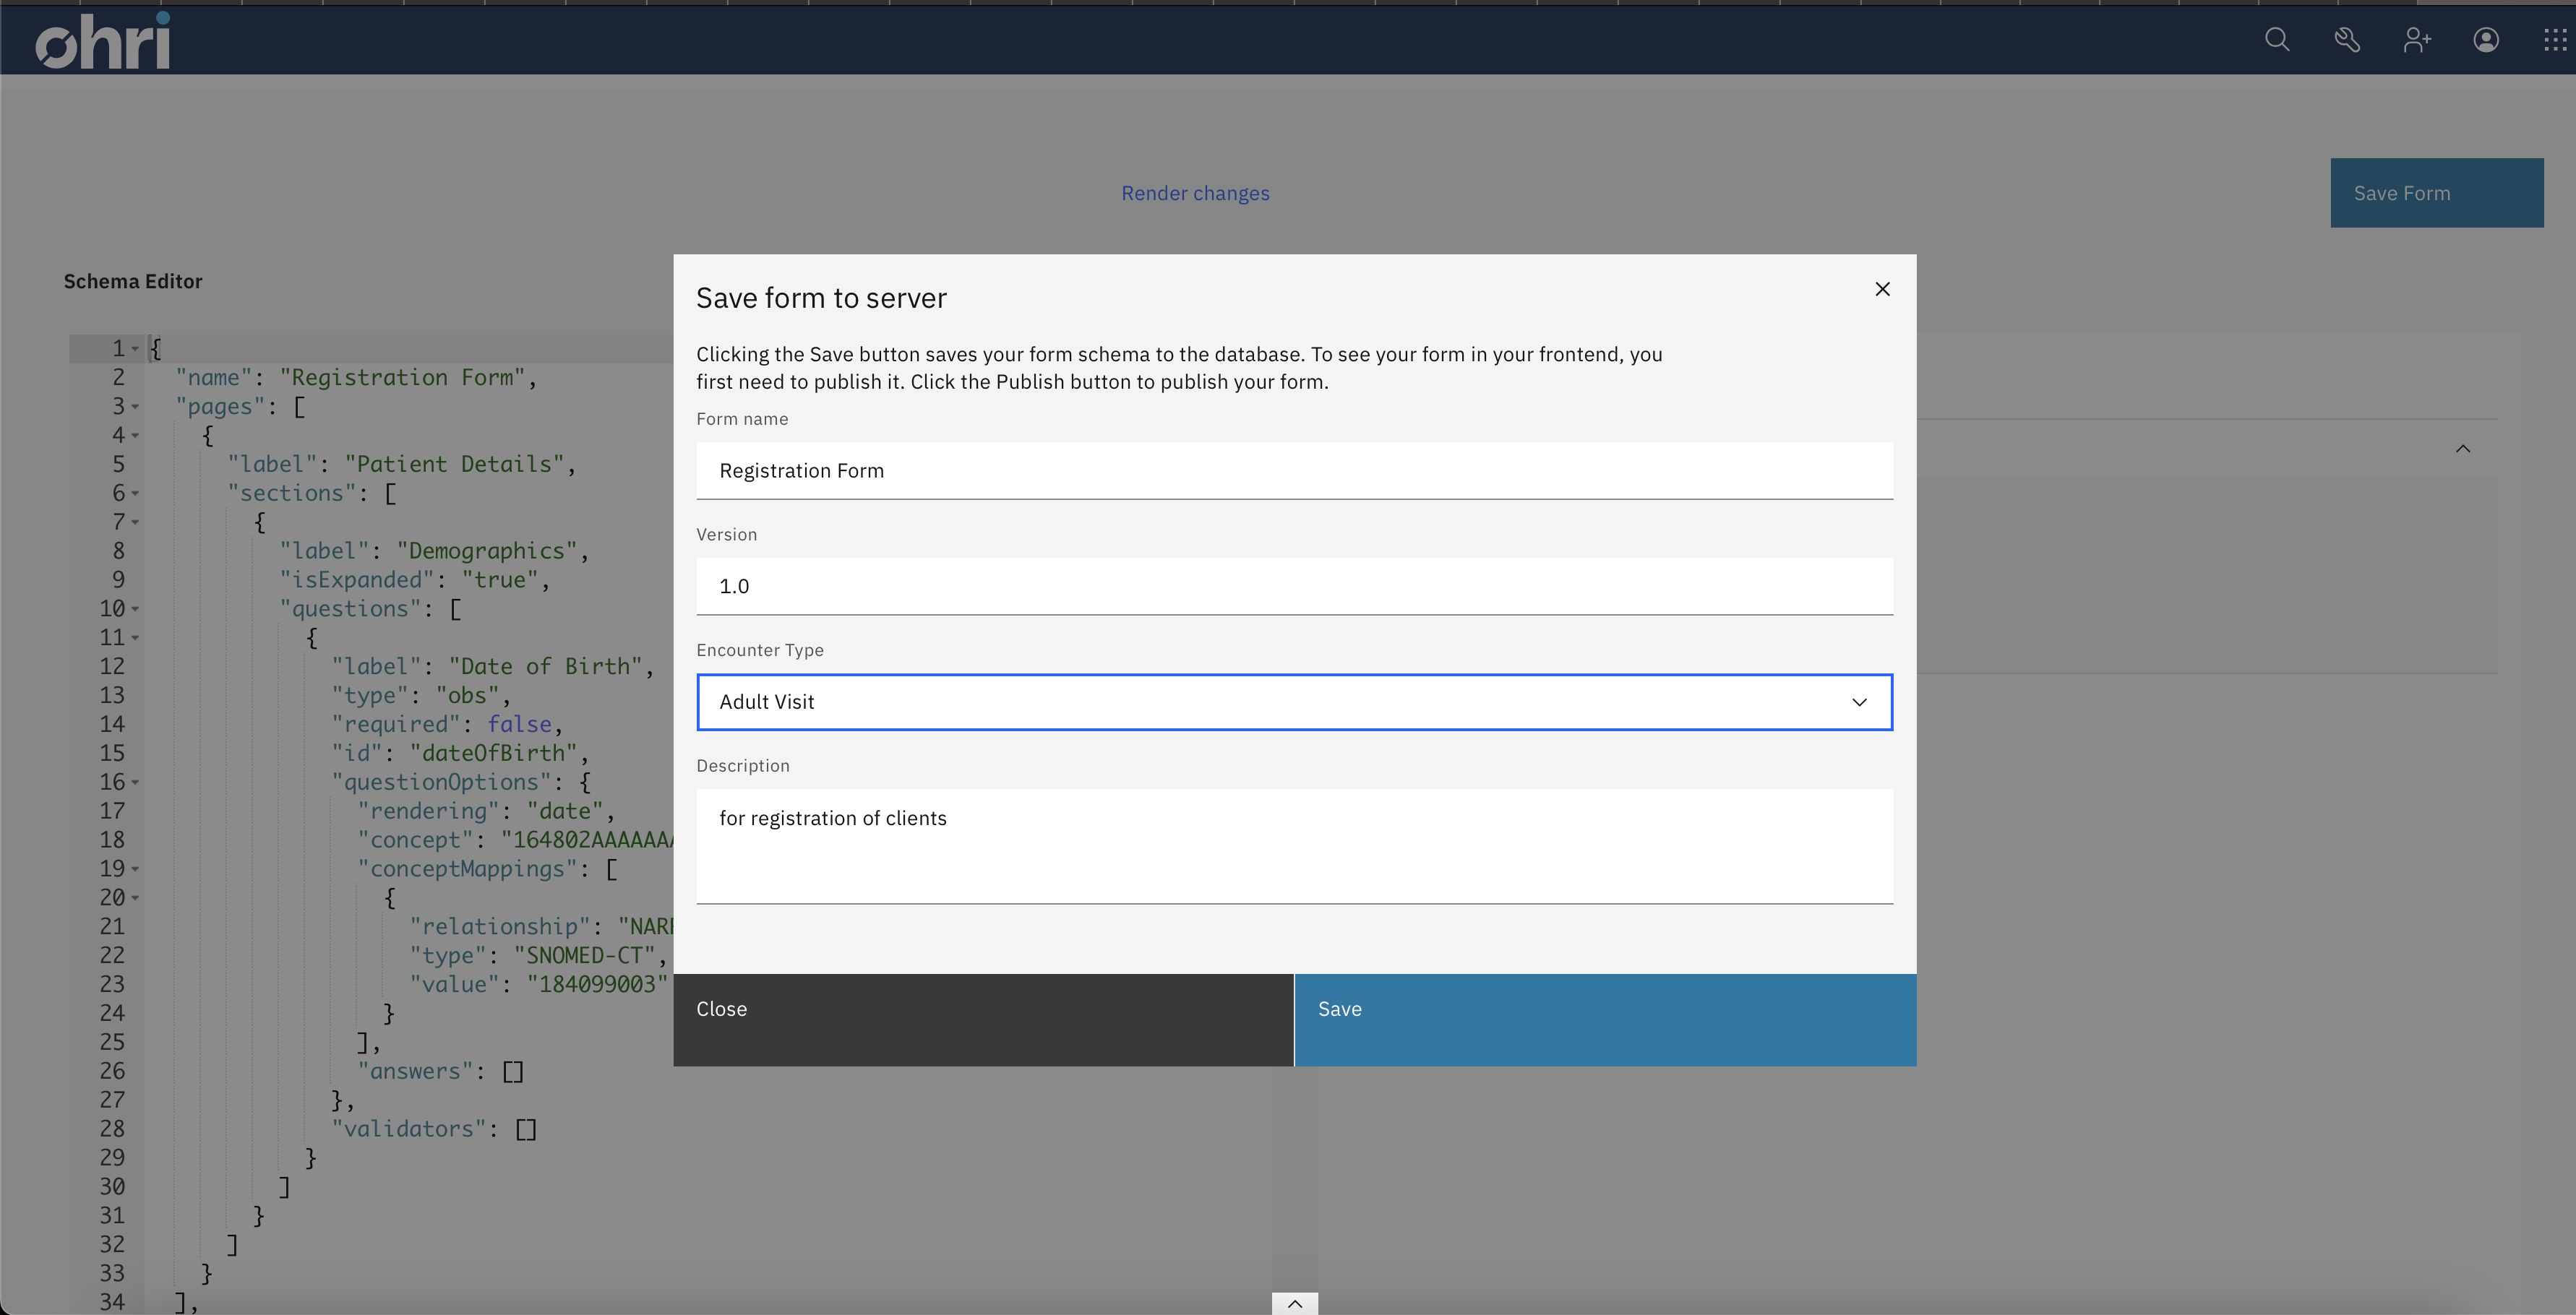 ohri
Render changes
Save Form
Schema Editor
1 {
2 "name": "Registration Form",
3 "pages": [
4 {
5 "label": "Patient Details",
6 "sections": [
7 {
8 "label": "Demographics",
9 "isExpanded": "true",
10 "questions": [
11 {
12 "label": "Date of Birth",
13 "type": "obs",
14 "required": false,
15 "id": "dateOfBirth",
16 "questionOptions": {
17 "rendering": "date",
18 "concept": "164802AAAAAA
19 "conceptMappings": [
20 {
21 "relationship": "NAR
22 "type": "SNOMED-CT",
23 "value": "184099003"
24 }
25 ],
26 "answers": []
27 },
28 "validators": []
29 }
30 ]
31 }
32 ]
33 }
34 ],
Save form to server
Clicking the Save button saves your form schema to the database. To see your form in your frontend, you
first need to publish it. Click the Publish button to publish your form.
Form name
Registration Form
Version
1.0
Encounter Type
Adult Visit
Description
for registration of clients
Close
Save